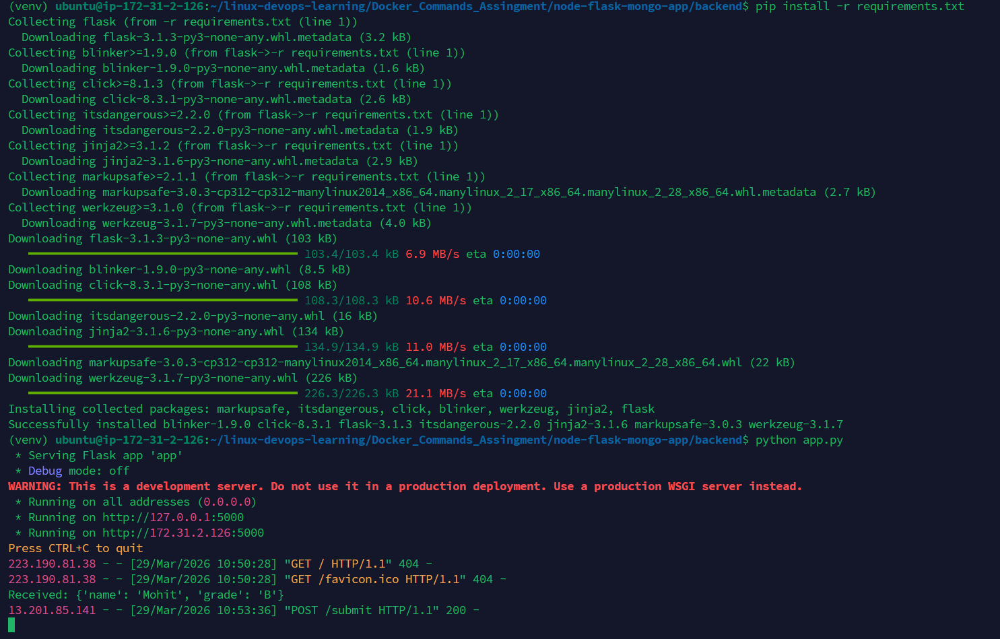 (venv) ubuntu@ip-172-31-2-126:~/linux-devops-learning/Docker_Commands_Assingment/node-flask-mongo-app/backend$ pip install -r requirements.txt
Collecting flask (from -r requirements.txt (line 1))
  Downloading flask-3.1.3-py3-none-any.whl.metadata (3.2 kB)
Collecting blinker>=1.9.0 (from flask->-r requirements.txt (line 1))
  Downloading blinker-1.9.0-py3-none-any.whl.metadata (1.6 kB)
Collecting click>=8.1.3 (from flask->-r requirements.txt (line 1))
  Downloading click-8.3.1-py3-none-any.whl.metadata (2.6 kB)
Collecting itsdangerous>=2.2.0 (from flask->-r requirements.txt (line 1))
  Downloading itsdangerous-2.2.0-py3-none-any.whl.metadata (1.9 kB)
Collecting jinja2>=3.1.2 (from flask->-r requirements.txt (line 1))
  Downloading jinja2-3.1.6-py3-none-any.whl.metadata (2.9 kB)
Collecting markupsafe>=2.1.1 (from flask->-r requirements.txt (line 1))
  Downloading markupsafe-3.0.3-cp312-cp312-manylinux2014_x86_64.manylinux_2_17_x86_64.manylinux_2_28_x86_64.whl.metadata (2.7 kB)
Collecting werkzeug>=3.1.0 (from flask->-r requirements.txt (line 1))
  Downloading werkzeug-3.1.7-py3-none-any.whl.metadata (4.0 kB)
Downloading flask-3.1.3-py3-none-any.whl (103 kB)
103.4/103.4 kB 6.9 MB/s eta 0:00:00
Downloading blinker-1.9.0-py3-none-any.whl (8.5 kB)
Downloading click-8.3.1-py3-none-any.whl (108 kB)
108.3/108.3 kB 10.6 MB/s eta 0:00:00
Downloading itsdangerous-2.2.0-py3-none-any.whl (16 kB)
Downloading jinja2-3.1.6-py3-none-any.whl (134 kB)
134.9/134.9 kB 11.0 MB/s eta 0:00:00
Downloading markupsafe-3.0.3-cp312-cp312-manylinux2014_x86_64.manylinux_2_17_x86_64.manylinux_2_28_x86_64.whl (22 kB)
Downloading werkzeug-3.1.7-py3-none-any.whl (226 kB)
226.3/226.3 kB 21.1 MB/s eta 0:00:00
Installing collected packages: markupsafe, itsdangerous, click, blinker, werkzeug, jinja2, flask
Successfully installed blinker-1.9.0 click-8.3.1 flask-3.1.3 itsdangerous-2.2.0 jinja2-3.1.6 markupsafe-3.0.3 werkzeug-3.1.7
(venv) ubuntu@ip-172-31-2-126:~/linux-devops-learning/Docker_Commands_Assingment/node-flask-mongo-app/backend$ python app.py
 * Serving Flask app 'app'
 * Debug mode: off
WARNING: This is a development server. Do not use it in a production deployment. Use a production WSGI server instead.
 * Running on all addresses (0.0.0.0)
 * Running on http://127.0.0.1:5000
 * Running on http://172.31.2.126:5000
Press CTRL+C to quit
223.190.81.38 - - [29/Mar/2026 10:50:28] "GET / HTTP/1.1" 404 -
223.190.81.38 - - [29/Mar/2026 10:50:28] "GET /favicon.ico HTTP/1.1" 404 -
Received: {'name': 'Mohit', 'grade': 'B'}
13.201.85.141 - - [29/Mar/2026 10:53:36] "POST /submit HTTP/1.1" 200 -